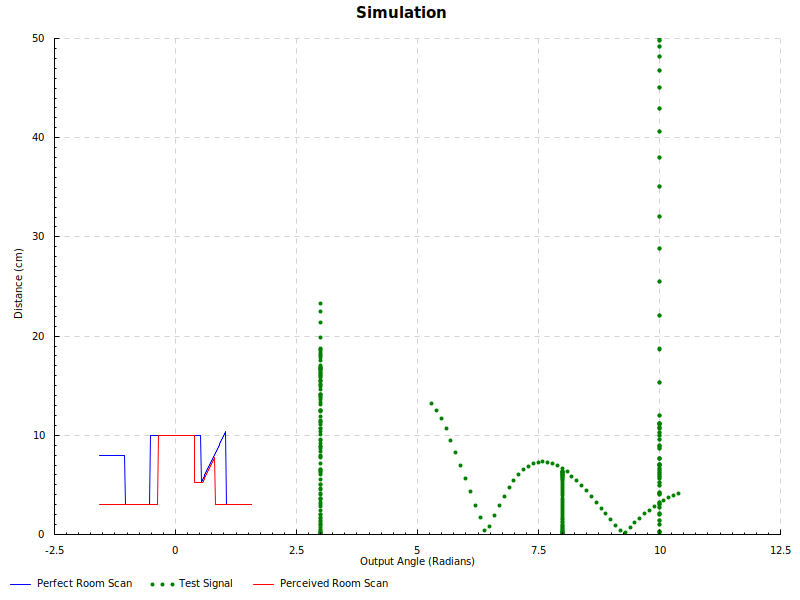 Simulation
50
40
30
20
10
0
Distance (cm)
-2.5 0 2.5 5 7.5 10 12.5
Output Angle (Radians)
Perfect Room Scan Test Signal Perceived Room Scan